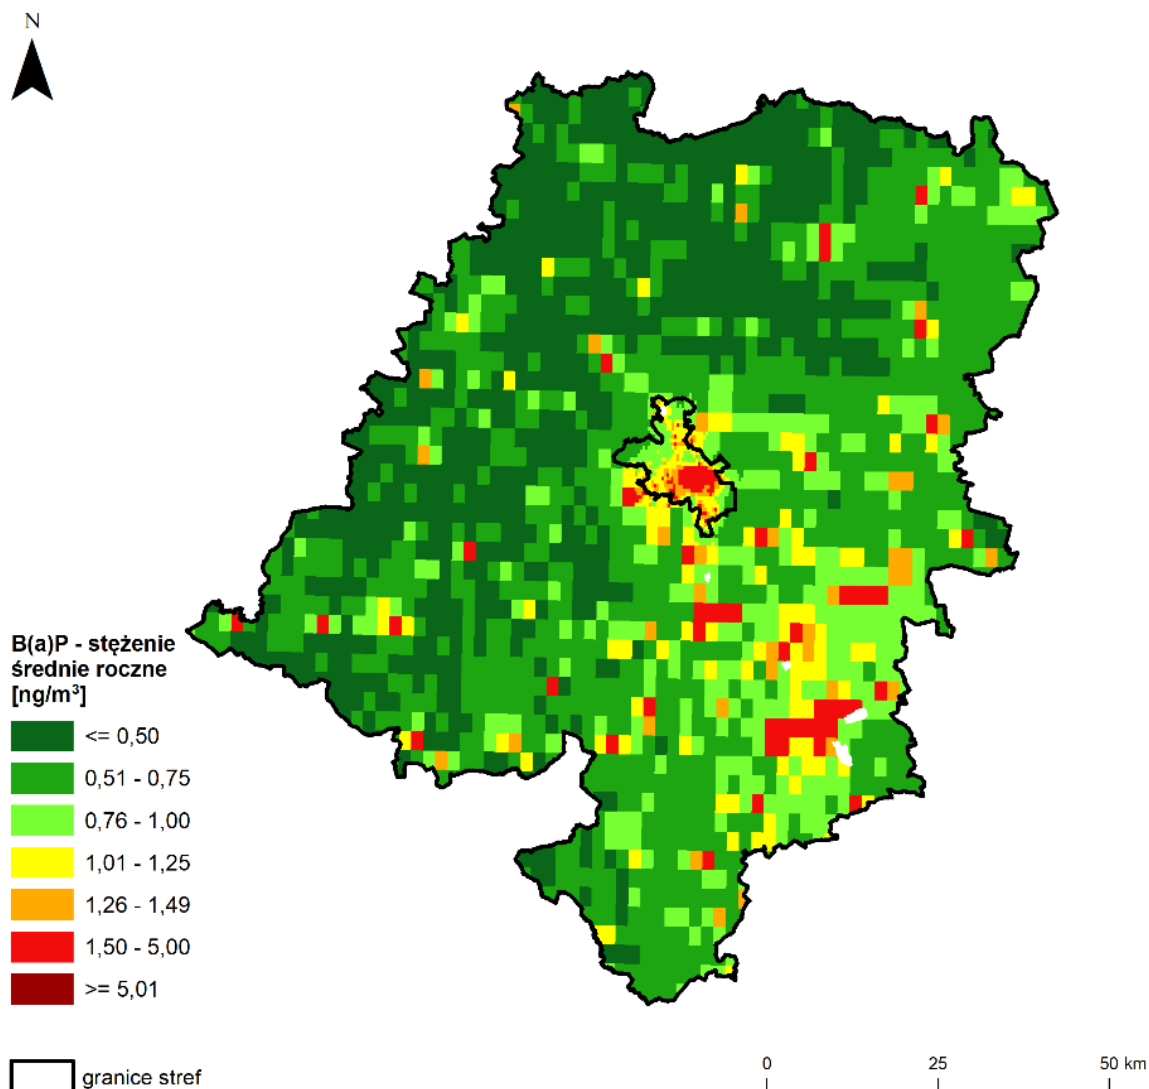 N
B(a)P - stężenie
średnie roczne
[ng/m³]
<= 0,50
0,51 - 0,75
0,76 - 1,00
1,01 - 1,25
1,26 - 1,49
1,50 - 5,00
>= 5,01
granice stref
0 25 50 km